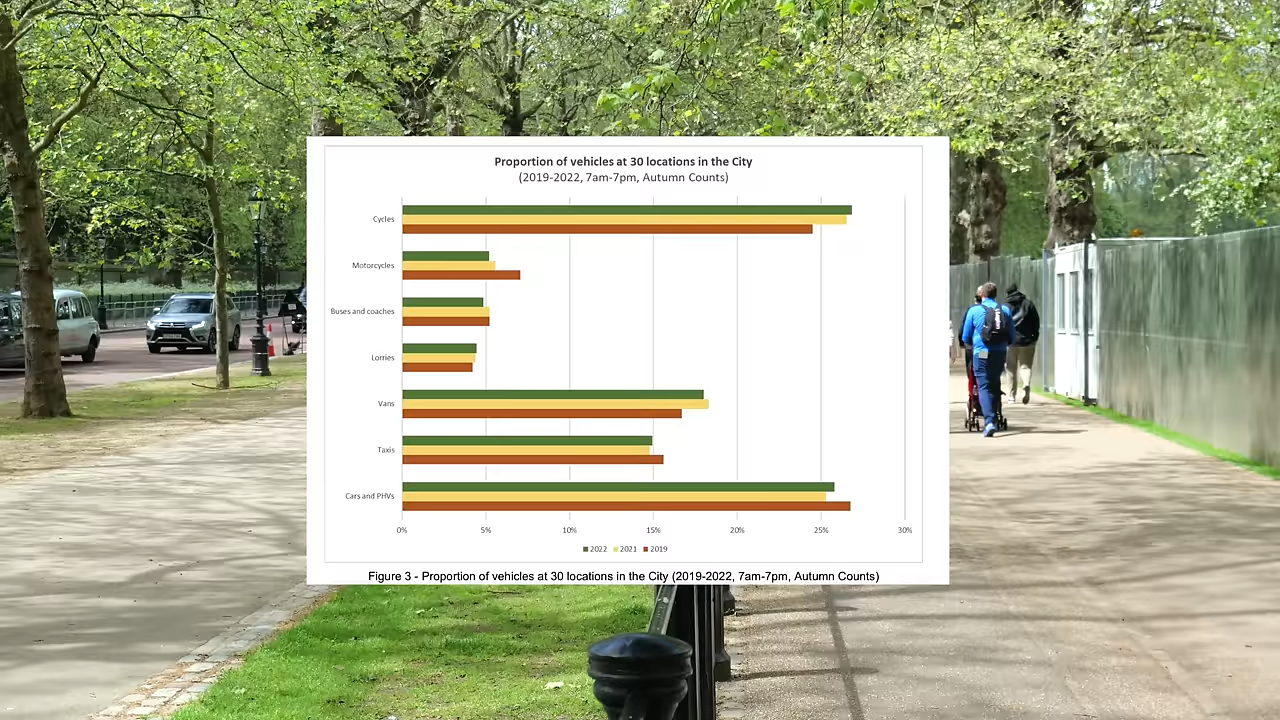 Proportion of vehicles at 30 locations in the City
(2019-2022, 7am-7pm, Autumn Counts)
Cycles
Motorcycles
Buses and coaches
Lorries
Vans
Taxis
Cars and PHVs
0% 5% 10% 15% 20% 25% 30%
2022 2021 2019
Figure 3 - Proportion of vehicles at 30 locations in the City (2019-2022, 7am-7pm, Autumn Counts)